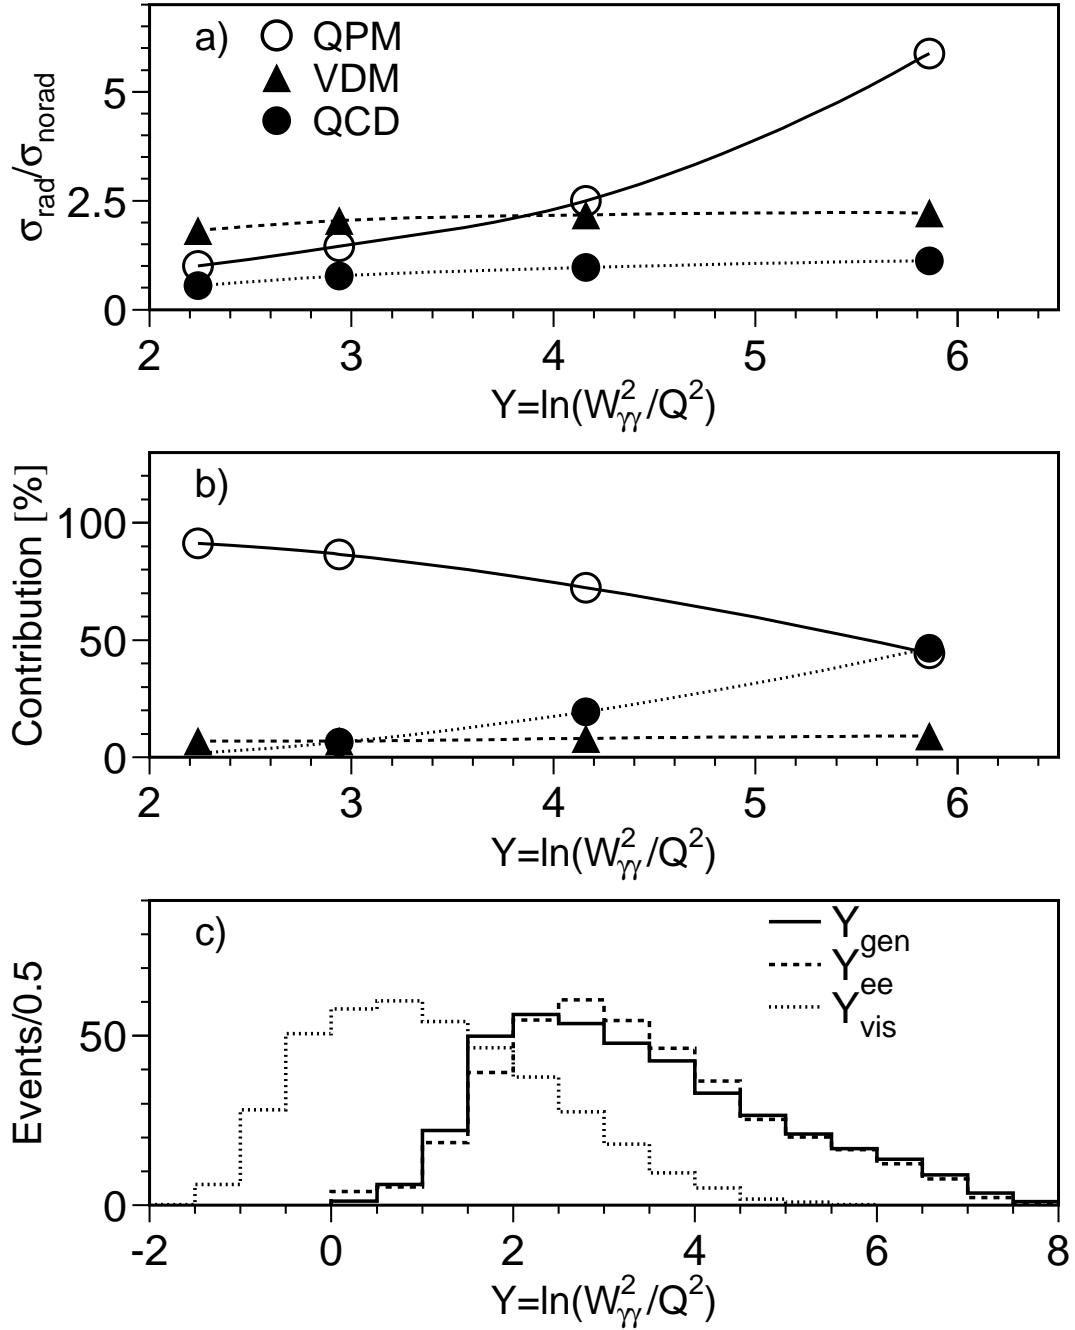 a) QPM
VDM
QCD
σrad/σnorad
5
2.5
0
2 3 4 5 6
Y=ln(W²γγ/Q²)
b)
Contribution [%]
100
50
0
2 3 4 5 6
Y=ln(W²γγ/Q²)
c) Ygen
Yee
Yvis
Events/0.5
50
0
-2 0 2 4 6 8
Y=ln(W²γγ/Q²)